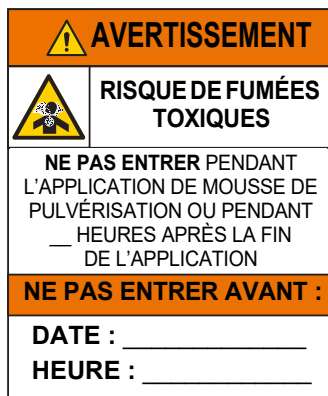 AVERTISSEMENT
RISQUE DE FUMÉES
TOXIQUES
NE PAS ENTRER PENDANT
L'APPLICATION DE MOUSSE DE
PULVÉRISATION OU PENDANT
__ HEURES APRÈS LA FIN
DE L'APPLICATION
NE PAS ENTRER AVANT :
DATE : ____________
HEURE : ___________